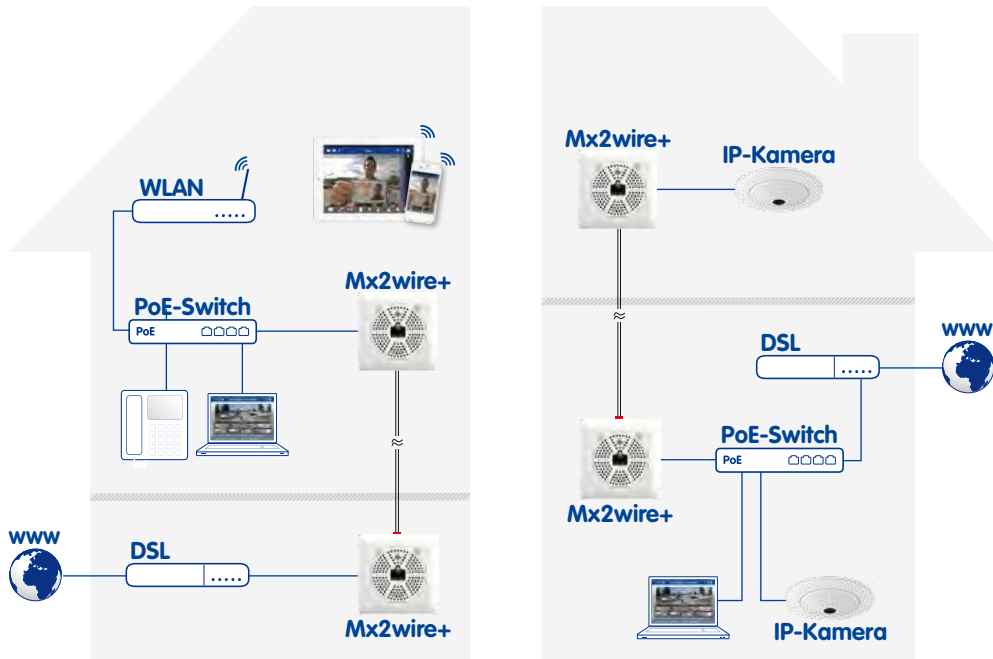 WLAN
Mx2wire+
PoE-Switch
PoE
www
DSL
Mx2wire+
Mx2wire+
IP-Kamera
www
DSL
PoE-Switch
PoE
Mx2wire+
IP-Kamera